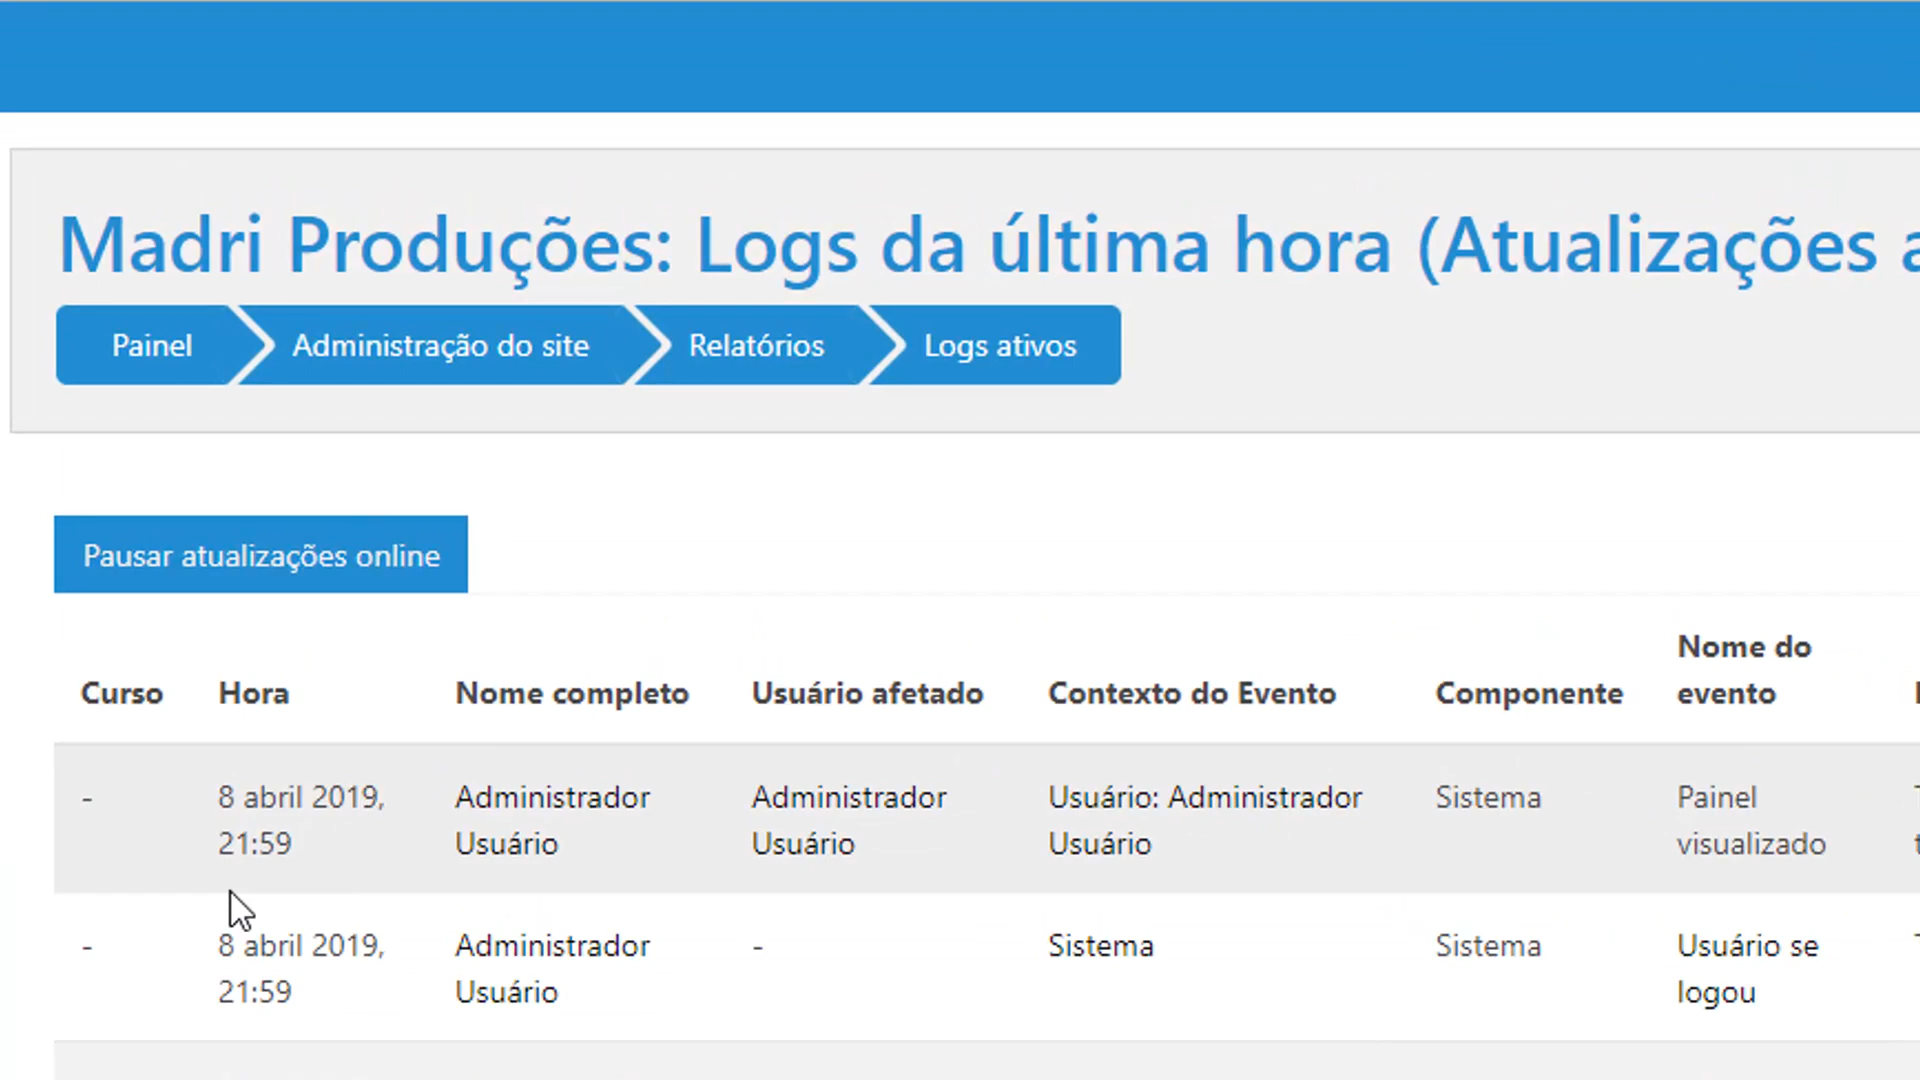 Madri Produções: Logs da última hora (Atualizações
Painel
Administração do site
Relatórios
Logs ativos
Pausar atualizações online
Curso
Hora
Nome completo
Usuário afetado
Contexto do Evento
Componente
Nome do
evento
-
8 abril 2019,
21:59
Administrador
Usuário
Administrador
Usuário
Usuário: Administrador
Usuário
Sistema
Painel
visualizado
-
8 abril 2019,
21:59
Administrador
Usuário
-
Sistema
Sistema
Usuário se
logou